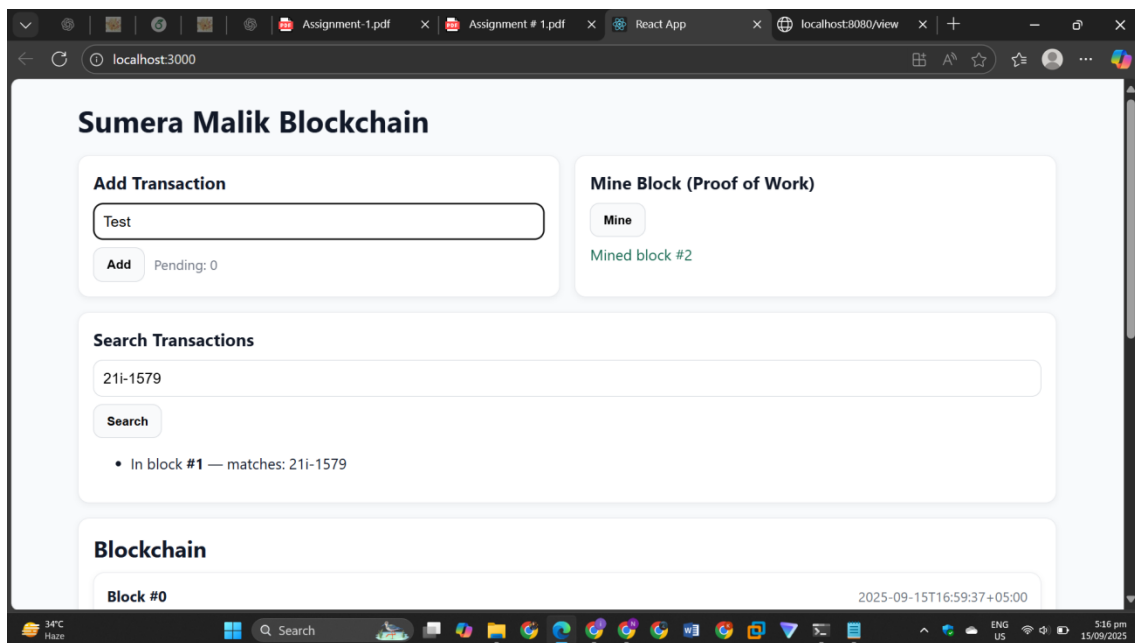 Assignment-1.pdf
Assignment # 1.pdf
React App
localhost:8080/view
localhost:3000
Sumera Malik Blockchain
Add Transaction
Test
Add
Pending: 0
Mine Block (Proof of Work)
Mine
Mined block #2
Search Transactions
21i-1579
Search
• In block #1 — matches: 21i-1579
Blockchain
Block #0
2025-09-15T16:59:37+05:00
34°C
Haze
Search
ENG
US
5:16 pm
15/09/2025